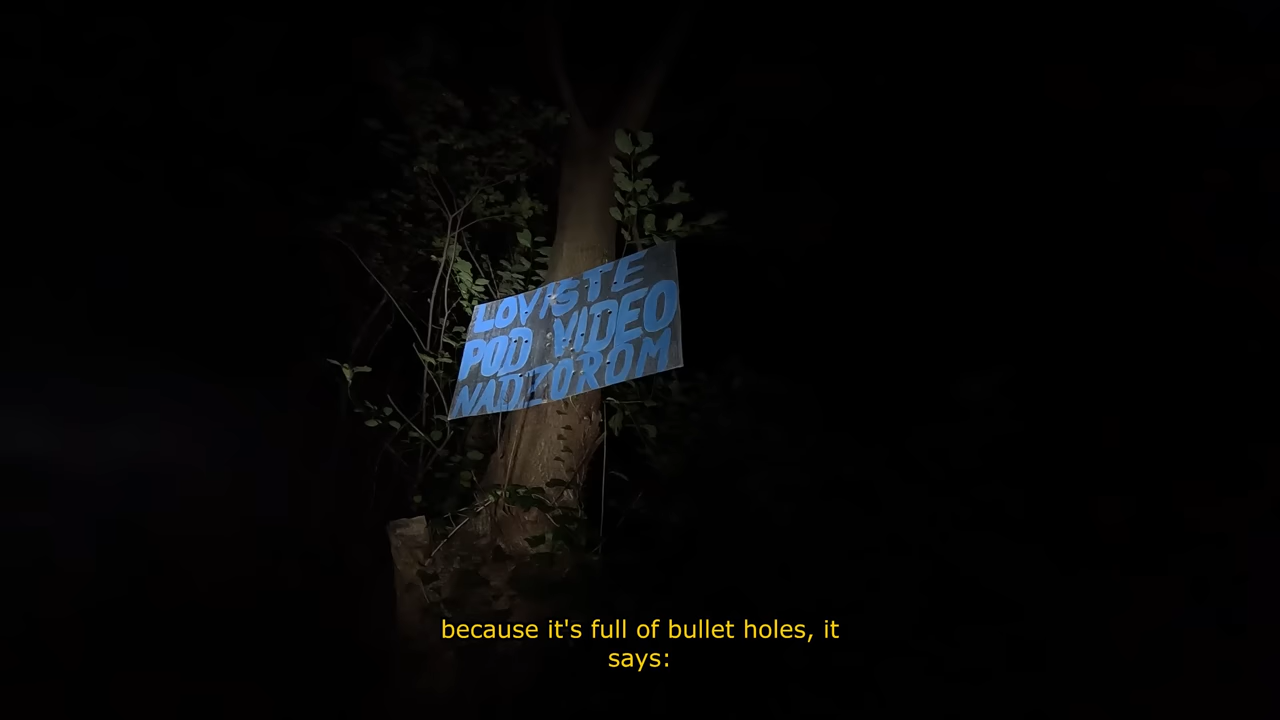 LOVIŠTE
POD VIDEO
NADZOROM
because it's full of bullet holes, it
says: